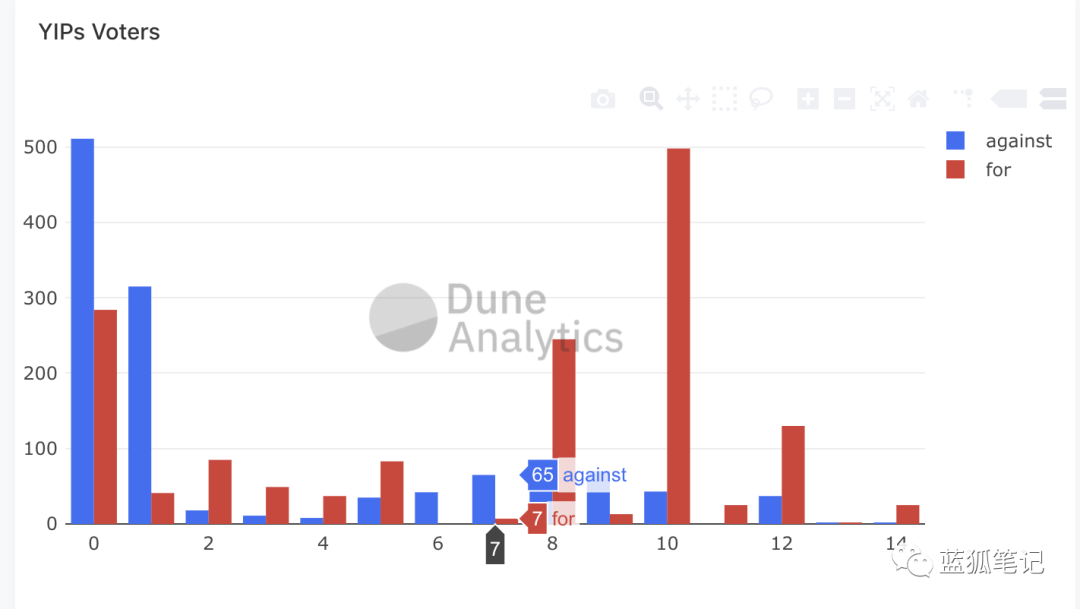 YIPs Voters
against
for
500
400
300
200
100
0
Dune
Analytics
65 against
7 for
0 2 4 6 7 8 10 12 14
蓝狐笔记